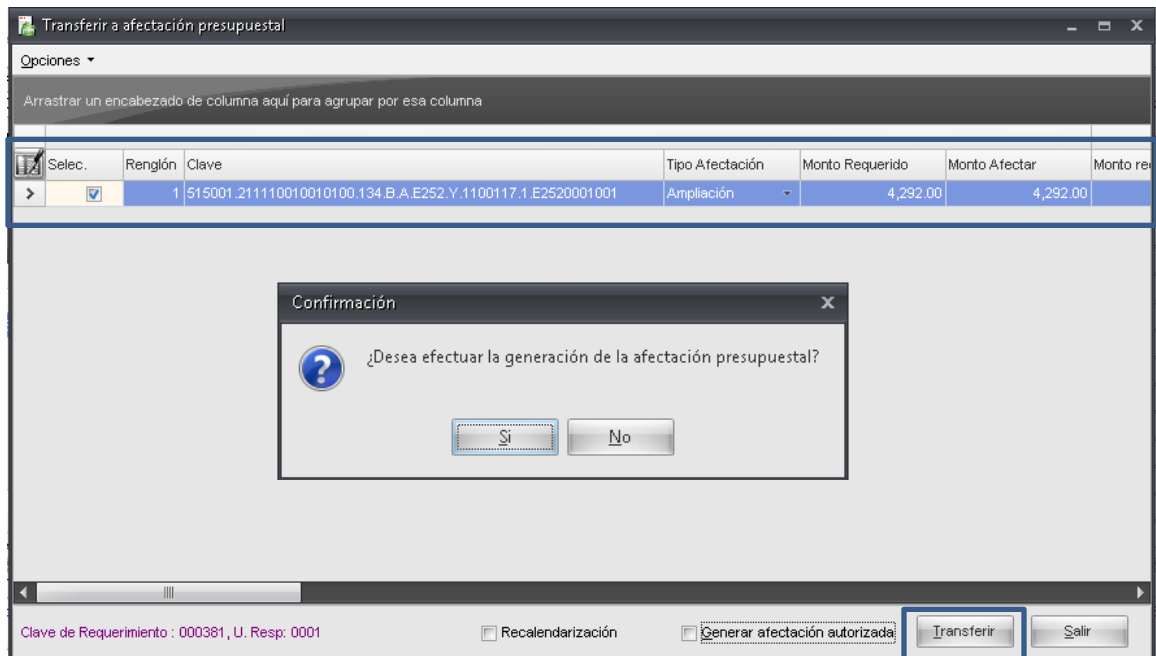 Transferir a afectación presupuestal
Opciones
Arrastrar un encabezado de columna aquí para agrupar por esa columna
Selec. Renglón Clave Tipo Afectación Monto Requerido Monto Afectar Monto re
1 515001.211110010010100.134.B.A.E252.Y.1100117.1.E2520001001 Ampliación 4,292.00 4,292.00
Confirmación
¿Desea efectuar la generación de la afectación presupuestal?
Si No
Clave de Requerimiento : 000381, U. Resp: 0001 Recalendarización Generar afectación autorizada Transferir Salir